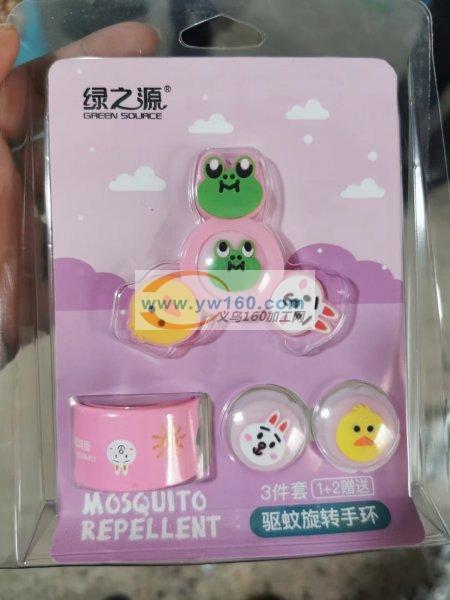 绿之源®
GREEN SOURCE
www.yw160.com
义乌160加工网
MOSQUITO
REPELLENT
3件套 1+2赠送
驱蚊旋转手环